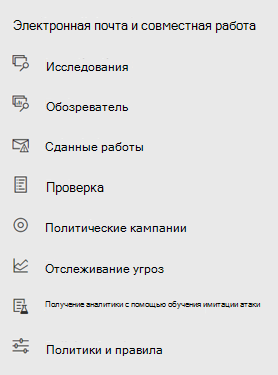 Электронная почта и совместная работа
Исследования
Обозреватель
Сданные работы
Проверка
Политические кампании
Отслеживание угроз
Получение аналитики с помощью обучения имитации атаки
Политики и правила